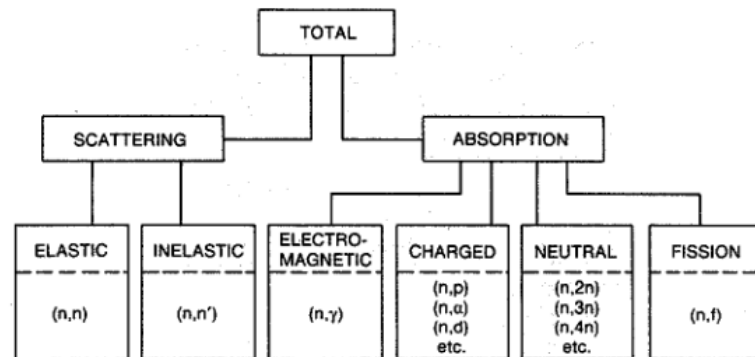 TOTAL
SCATTERING
ABSORPTION
ELASTIC
(n,n)
INELASTIC
(n,n')
ELECTRO-
MAGNETIC
(n,γ)
CHARGED
(n,p)
(n,α)
(n,d)
etc.
NEUTRAL
(n,2n)
(n,3n)
(n,4n)
etc.
FISSION
(n,f)